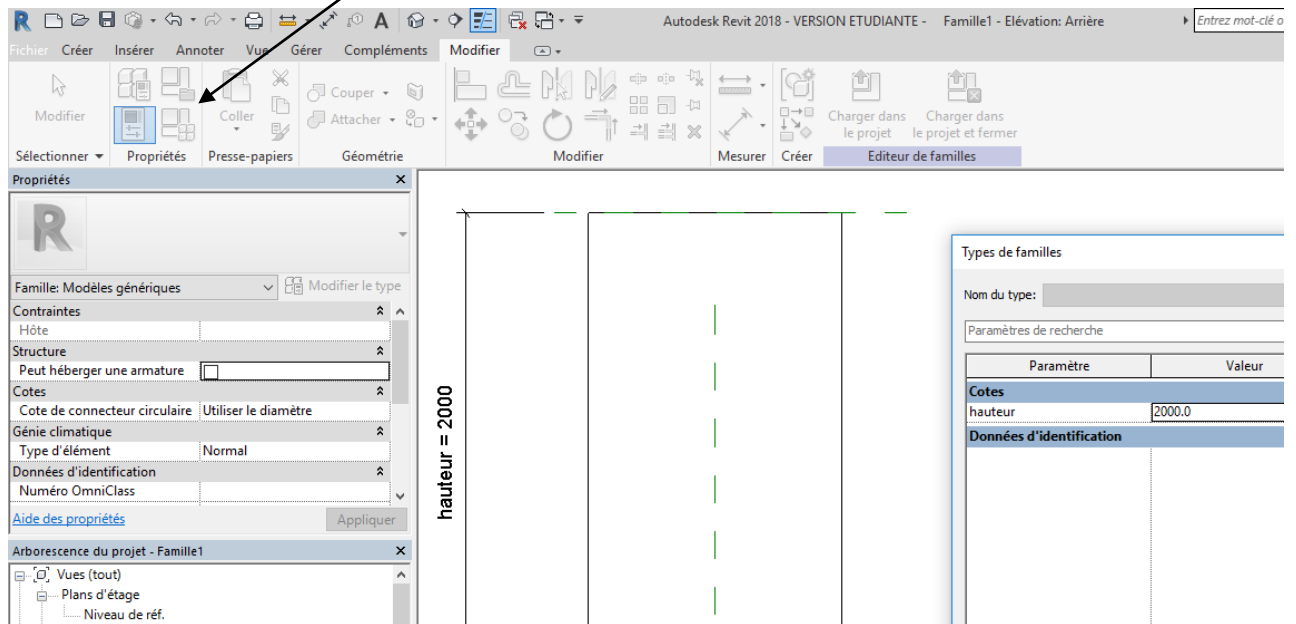 Autodesk Revit 2018 - VERSION ETUDIANTE - Famille1 - Elévation: Arrière
Entrez mot-clé o
Fichier Créer Insérer Annoter Vue Gérer Compléments Modifier
Modifier
Coller
Couper
Attacher
Charger dans le projet
Charger dans le projet et fermer
Sélectionner Propriétés Presse-papiers Géométrie Modifier Mesurer Créer Editeur de familles
Propriétés
Famille: Modèles génériques
Modifier le type
Contraintes
Hôte
Structure
Peut héberger une armature
Cotes
Cote de connecteur circulaire Utiliser le diamètre
Génie climatique
Type d'élément Normal
Données d'identification
Numéro OmniClass
Aide des propriétés
Appliquer
Arborescence du projet - Famille1
Vues (tout)
Plans d'étage
Niveau de réf.
hauteur = 2000
Types de familles
Nom du type:
Paramètres de recherche
Paramètre Valeur
Cotes
hauteur 2000.0
Données d'identification